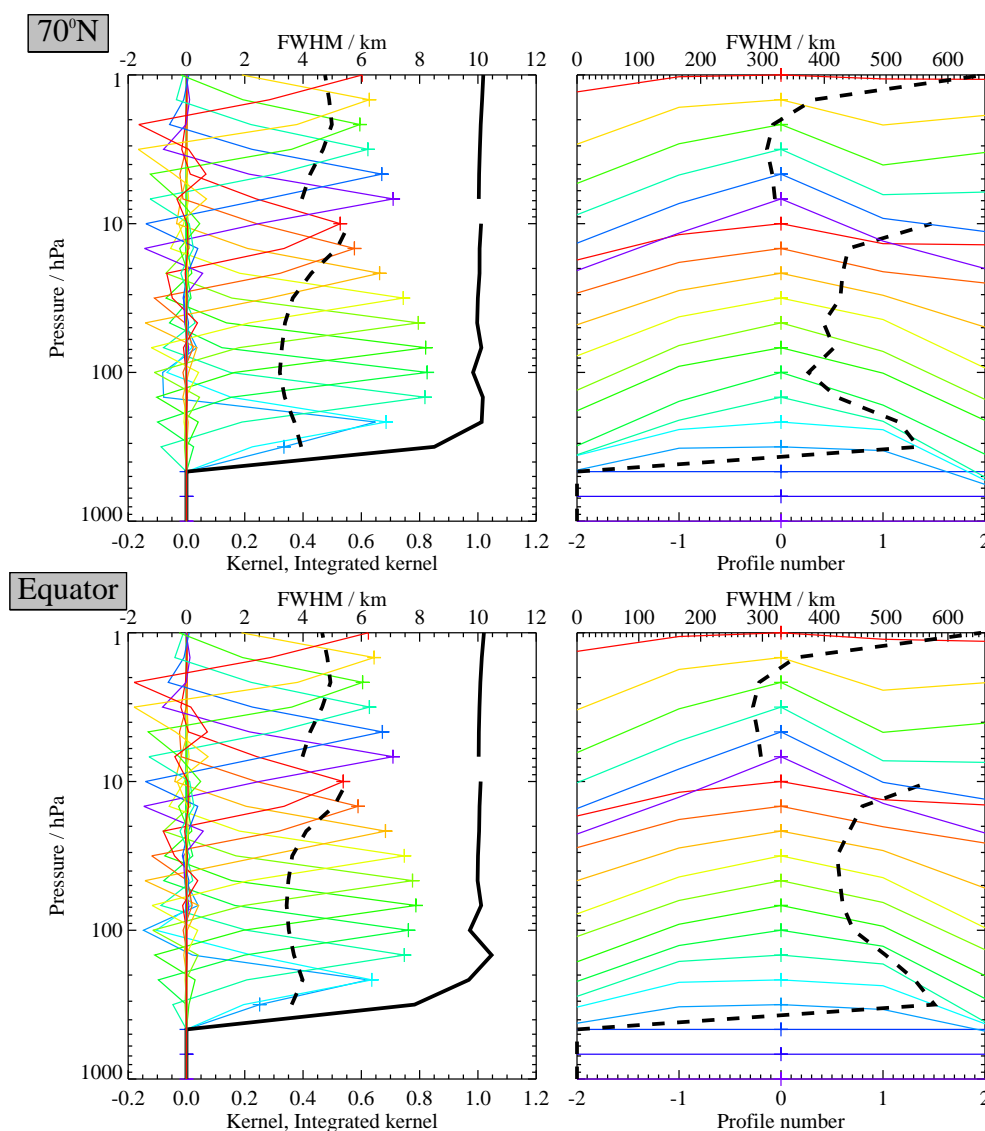 70⁰N
FWHM / km
-2 0 2 4 6 8 10 12
1
10
100
1000
Pressure / hPa
-0.2 0.0 0.2 0.4 0.6 0.8 1.0 1.2
Kernel, Integrated kernel
FWHM / km
0 100 200 300 400 500 600
-2 -1 0 1 2
Profile number
Equator
FWHM / km
-2 0 2 4 6 8 10 12
1
10
100
1000
Pressure / hPa
-0.2 0.0 0.2 0.4 0.6 0.8 1.0 1.2
Kernel, Integrated kernel
FWHM / km
0 100 200 300 400 500 600
-2 -1 0 1 2
Profile number